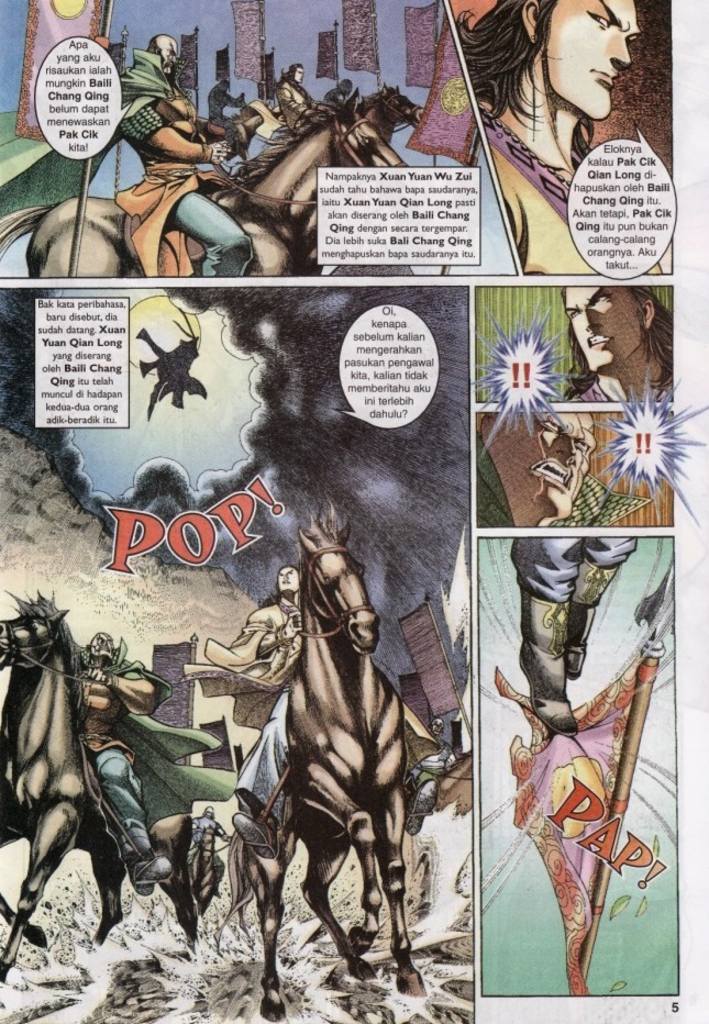 Apa
yang aku
risaukan ialah
mungkin Baili
Chang Qing
belum dapat
menewaskan
Pak Cik
kita!
Nampaknya Xuan Yuan Wu Zui
sudah tahu bahawa bapa saudaranya,
iaitu Xuan Yuan Qian Long pasti
akan diserang oleh Baili Chang
Qing dengan secara tergempar.
Dia lebih suka Bali Chang Qing
menghapuskan bapa saudaranya itu.
Eloknya
kalau Pak Cik
Qian Long di-
hapuskan oleh Baili
Chang Qing itu.
Akan tetapi, Pak Cik
Qing itu pun bukan
calang-calang
orangnya. Aku
takut...
Bak kata peribahasa,
baru disebut, dia
sudah datang. Xuan
Yuan Qian Long
yang diserang
oleh Baili Chang
Qing itu telah
muncul di hadapan
kedua-dua orang
adik-beradik itu.
Oi,
kenapa
sebelum kalian
mengerahkan
pasukan pengawal
kita, kalian tidak
memberitahu aku
ini terlebih
dahulu?
!!
!!
POP!
PAP!
5